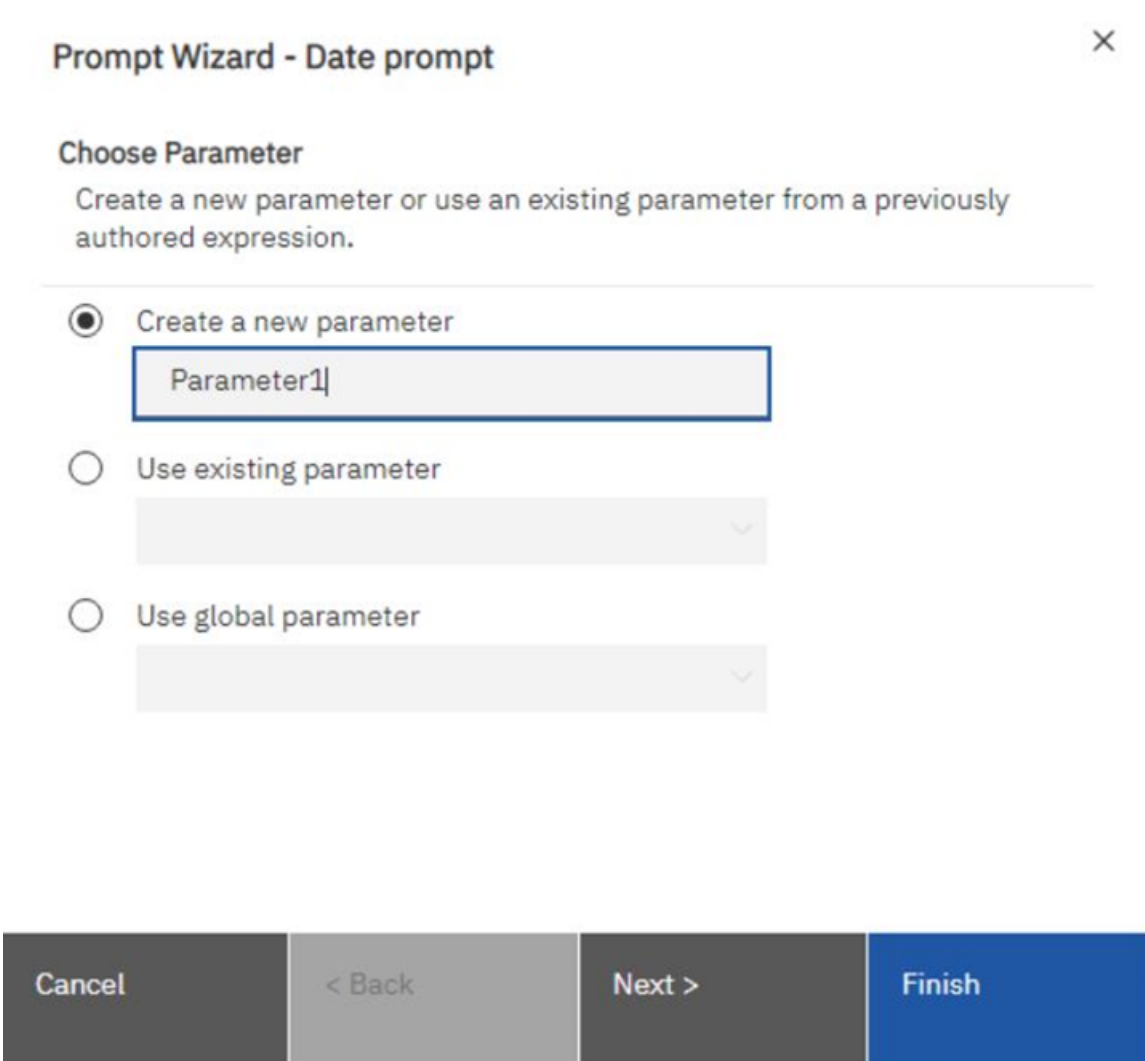 Prompt Wizard - Date prompt
Choose Parameter
Create a new parameter or use an existing parameter from a previously
authored expression.
Create a new parameter
Parameter1
Use existing parameter
Use global parameter
Cancel
< Back
Next >
Finish